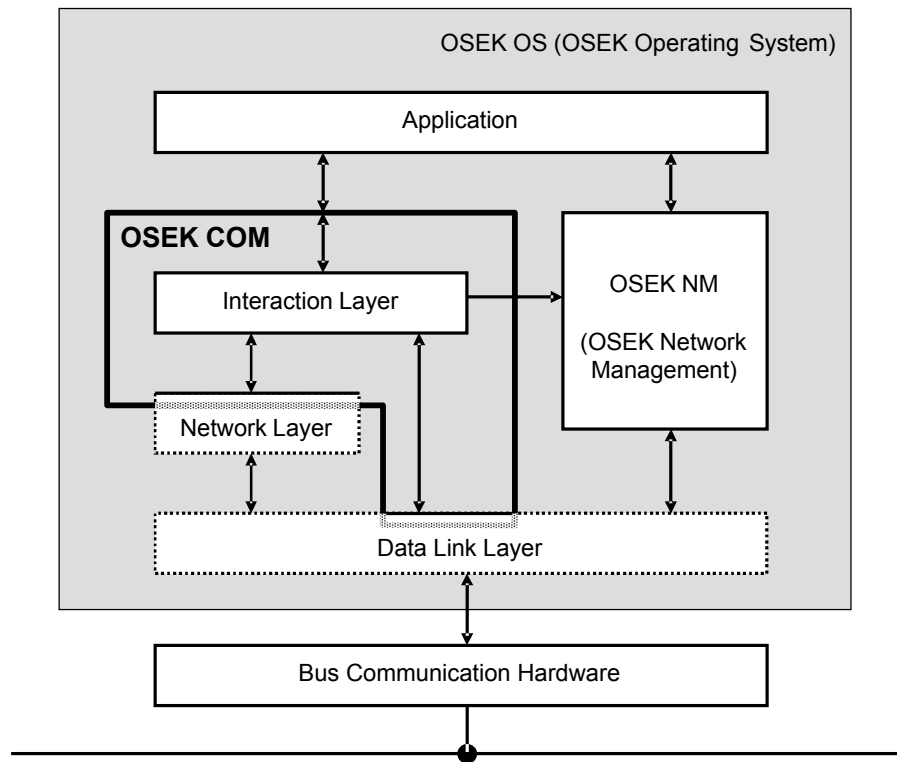 OSEK OS (OSEK Operating System)
Application
OSEK COM
Interaction Layer
OSEK NM
(OSEK Network
Management)
Network Layer
Data Link Layer
Bus Communication Hardware